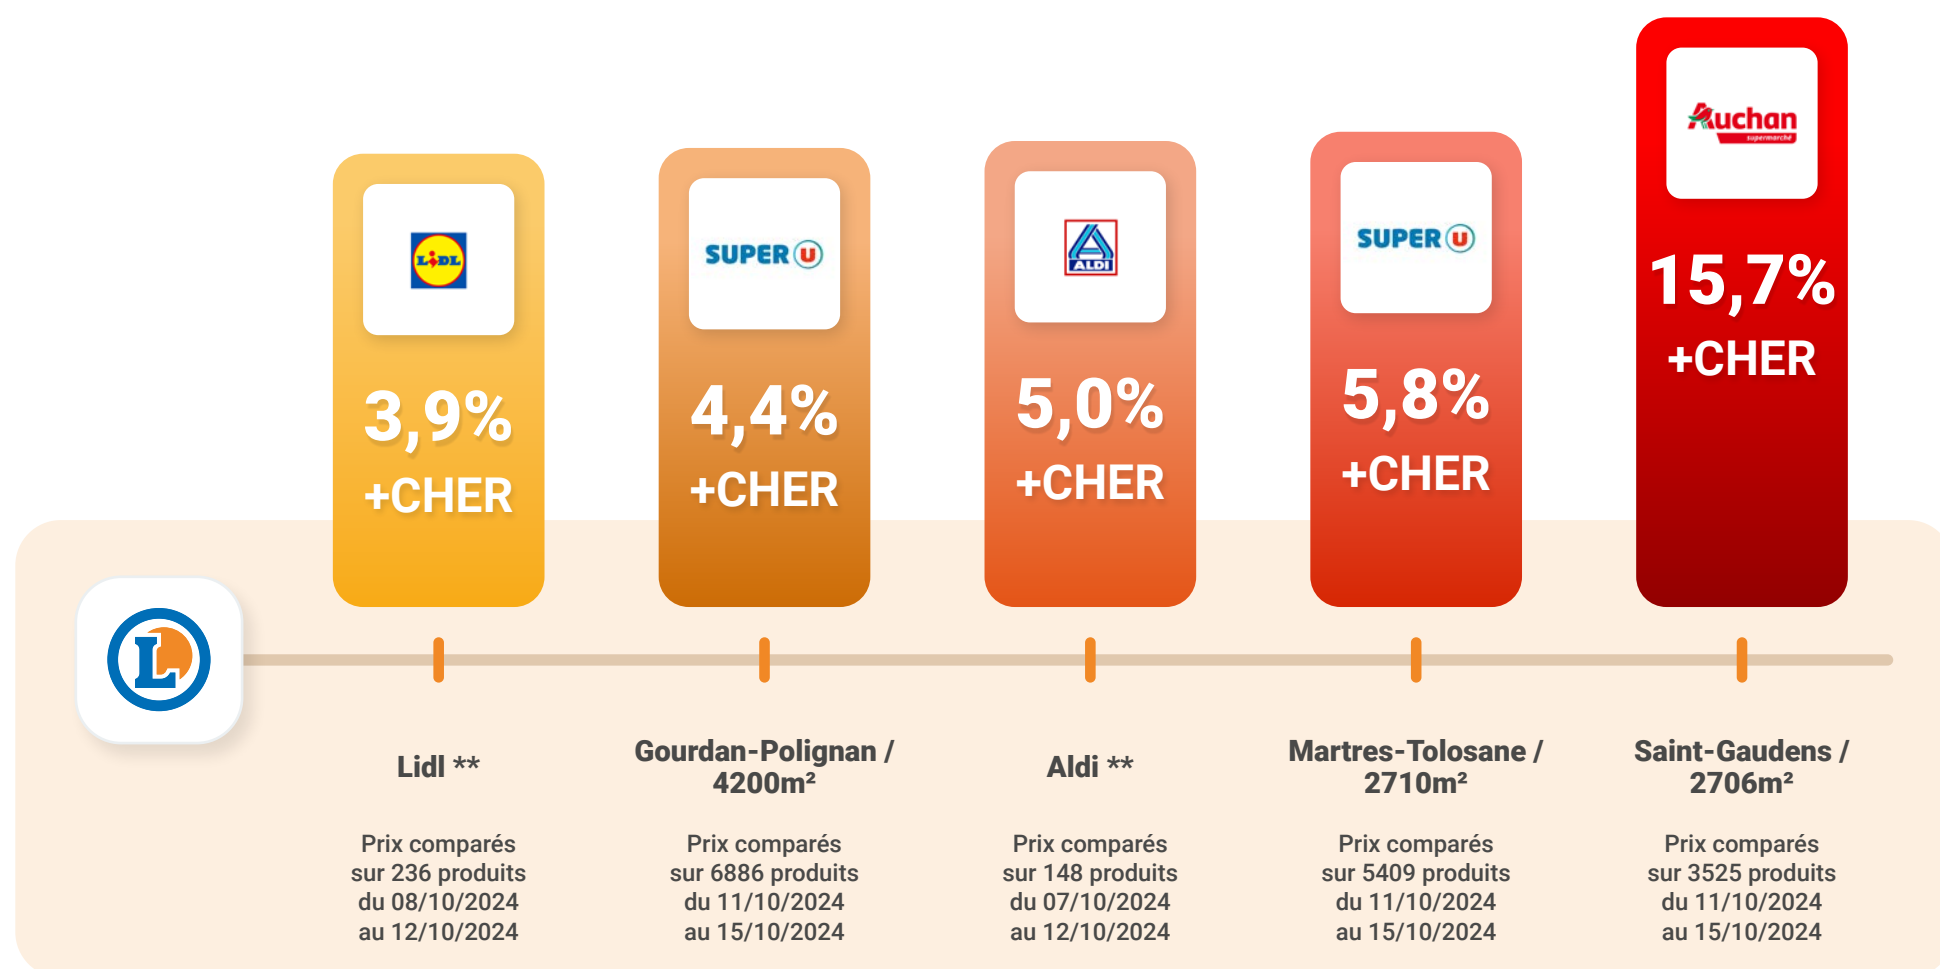 LIDL
3,9%
+CHER
SUPER U
4,4%
+CHER
ALDI
5,0%
+CHER
SUPER U
5,8%
+CHER
Auchan
supermarché
15,7%
+CHER
L
Lidl **
Prix comparés
sur 236 produits
du 08/10/2024
au 12/10/2024
Gourdan-Polignan /
4200m²
Prix comparés
sur 6886 produits
du 11/10/2024
au 15/10/2024
Aldi **
Prix comparés
sur 148 produits
du 07/10/2024
au 12/10/2024
Martres-Tolosane /
2710m²
Prix comparés
sur 5409 produits
du 11/10/2024
au 15/10/2024
Saint-Gaudens /
2706m²
Prix comparés
sur 3525 produits
du 11/10/2024
au 15/10/2024